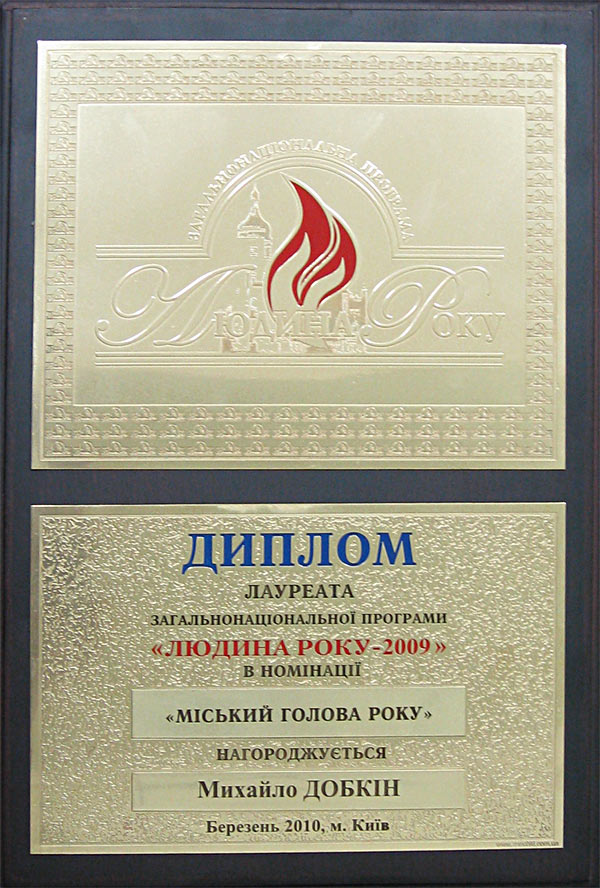 ЗАГАЛЬНОНАЦІОНАЛЬНА ПРОГРАМА
ЛЮДИНА РОКУ
ДИПЛОМ
ЛАУРЕАТА
ЗАГАЛЬНОНАЦІОНАЛЬНОЇ ПРОГРАМИ
«ЛЮДИНА РОКУ-2009»
В НОМІНАЦІЇ
«МІСЬКИЙ ГОЛОВА РОКУ»
НАГОРОДЖУЄТЬСЯ
Михайло ДОБКІН
Березень 2010, м. Київ